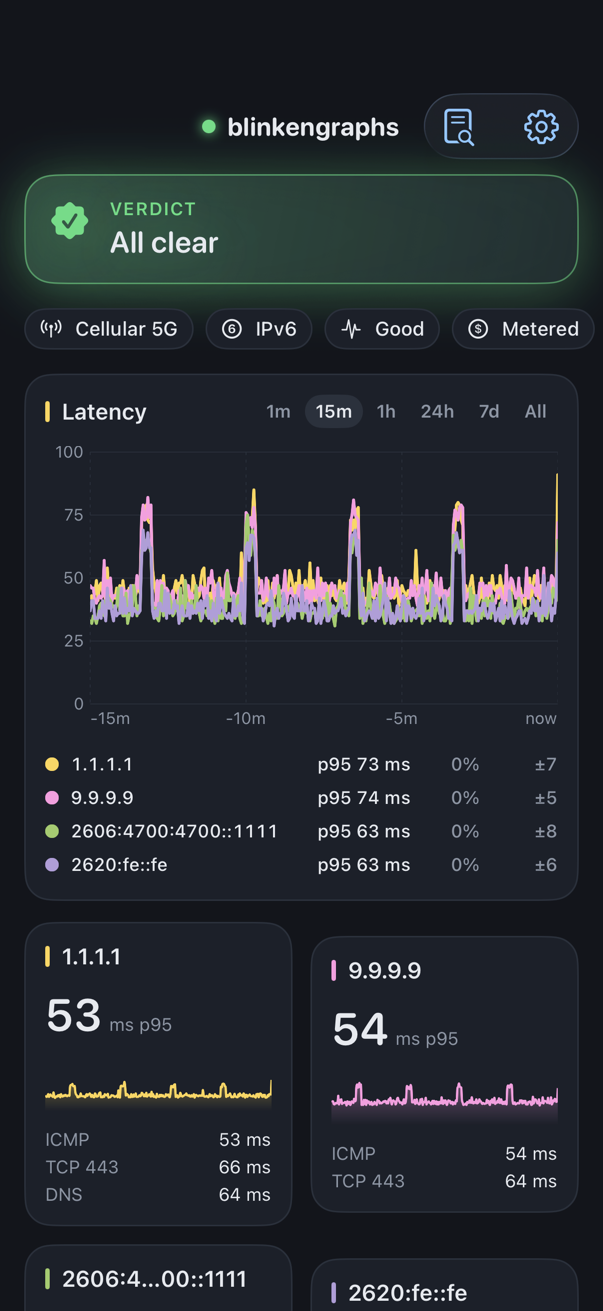 blinkengraphs
VERDICT
All clear
Cellular 5G
6 IPv6
Good
$ Metered
Latency 1m 15m 1h 24h 7d All
100
75
50
25
0
-15m -10m -5m now
1.1.1.1 p95 73 ms 0% ±7
9.9.9.9 p95 74 ms 0% ±5
2606:4700:4700::1111 p95 63 ms 0% ±8
2620:fe::fe p95 63 ms 0% ±6
1.1.1.1
53 ms p95
ICMP 53 ms
TCP 443 66 ms
DNS 64 ms
9.9.9.9
54 ms p95
ICMP 54 ms
TCP 443 64 ms
2606:4...00::1111
2620:fe::fe